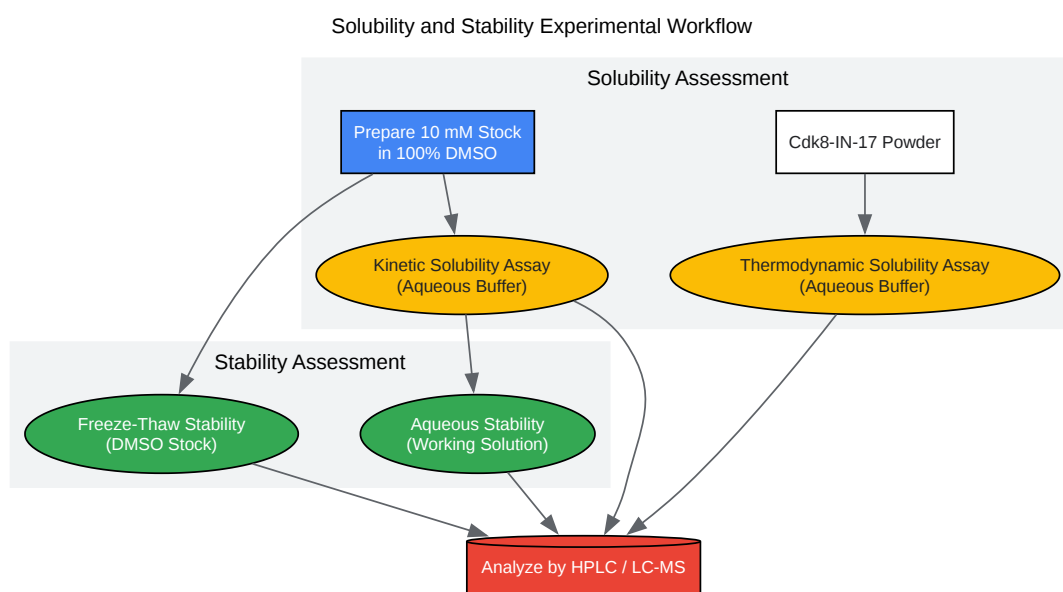 Solubility and Stability Experimental Workflow
Solubility Assessment
Prepare 10 mM Stock
in 100% DMSO
Cdk8-IN-17 Powder
Kinetic Solubility Assay
(Aqueous Buffer)
Thermodynamic Solubility Assay
(Aqueous Buffer)
Stability Assessment
Freeze-Thaw Stability
(DMSO Stock)
Aqueous Stability
(Working Solution)
Analyze by HPLC / LC-MS